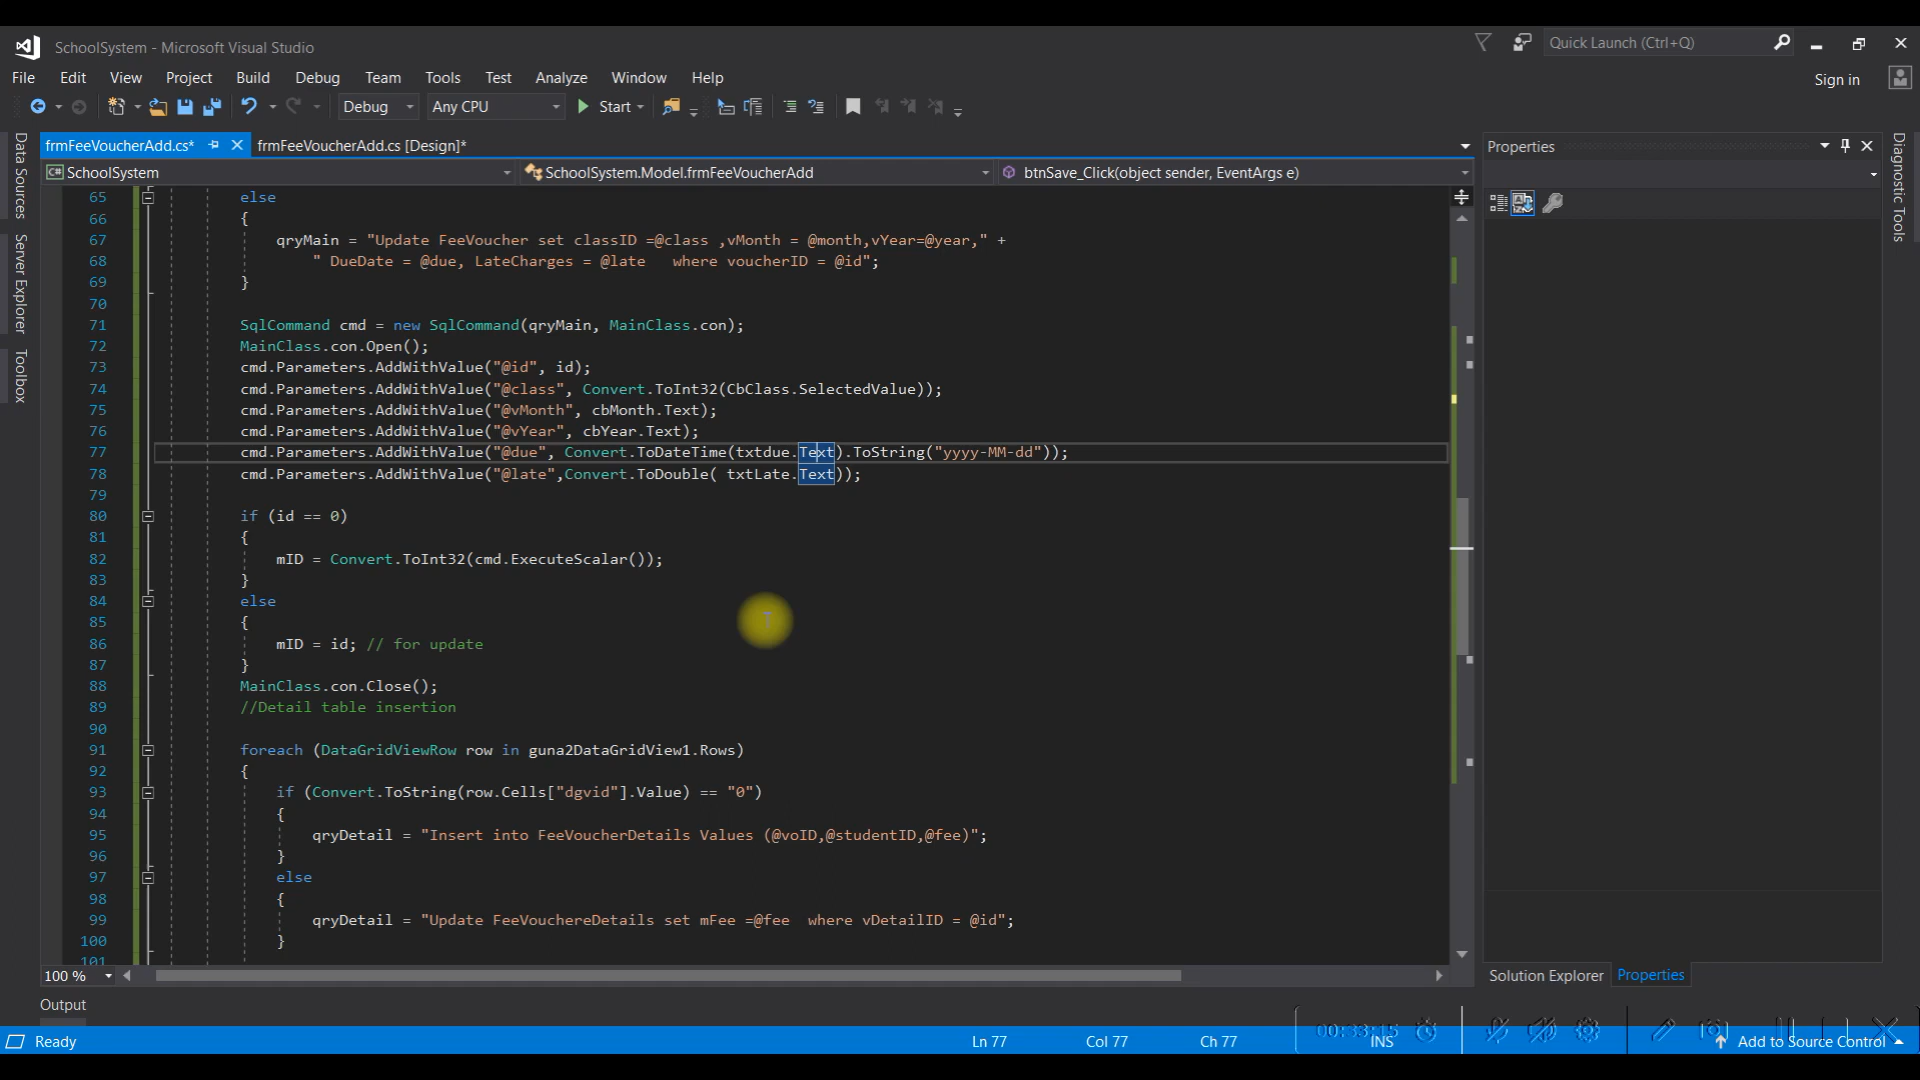 SchoolSystem - Microsoft Visual Studio
Quick Launch (Ctrl+Q)
File Edit View Project Build Debug Team Tools Test Analyze Window Help
Sign in
Debug Any CPU Start
frmFeeVoucherAdd.cs* frmFeeVoucherAdd.cs [Design]*
Properties
SchoolSystem SchoolSystem.Model.frmFeeVoucherAdd btnSave_Click(object sender, EventArgs e)
Data Sources
Server Explorer
Toolbox
Diagnostic Tools
65 else
66 {
67 qryMain = "Update FeeVoucher set classID =@class ,vMonth = @month,vYear=@year," +
68 " DueDate = @due, LateCharges = @late   where voucherID = @id";
69 }
70
71 SqlCommand cmd = new SqlCommand(qryMain, MainClass.con);
72 MainClass.con.Open();
73 cmd.Parameters.AddWithValue("@id", id);
74 cmd.Parameters.AddWithValue("@class", Convert.ToInt32(CbClass.SelectedValue));
75 cmd.Parameters.AddWithValue("@vMonth", cbMonth.Text);
76 cmd.Parameters.AddWithValue("@vYear", cbYear.Text);
77 cmd.Parameters.AddWithValue("@due", Convert.ToDateTime(txtdue.Text).ToString("yyyy-MM-dd"));
78 cmd.Parameters.AddWithValue("@late",Convert.ToDouble( txtLate.Text));
79
80 if (id == 0)
81 {
82 mID = Convert.ToInt32(cmd.ExecuteScalar());
83 }
84 else
85 {
86 mID = id; // for update
87 }
88 MainClass.con.Close();
89 //Detail table insertion
90
91 foreach (DataGridViewRow row in guna2DataGridView1.Rows)
92 {
93 if (Convert.ToString(row.Cells["dgvid"].Value) == "0")
94 {
95 qryDetail = "Insert into FeeVoucherDetails Values (@voID,@studentID,@fee)";
96 }
97 else
98 {
99 qryDetail = "Update FeeVouchereDetails set mFee =@fee  where vDetailID = @id";
100 }
101
100 %
Solution Explorer Properties
Output
00:33:15
Ready Ln 77 Col 77 Ch 77 INS Add to Source Control